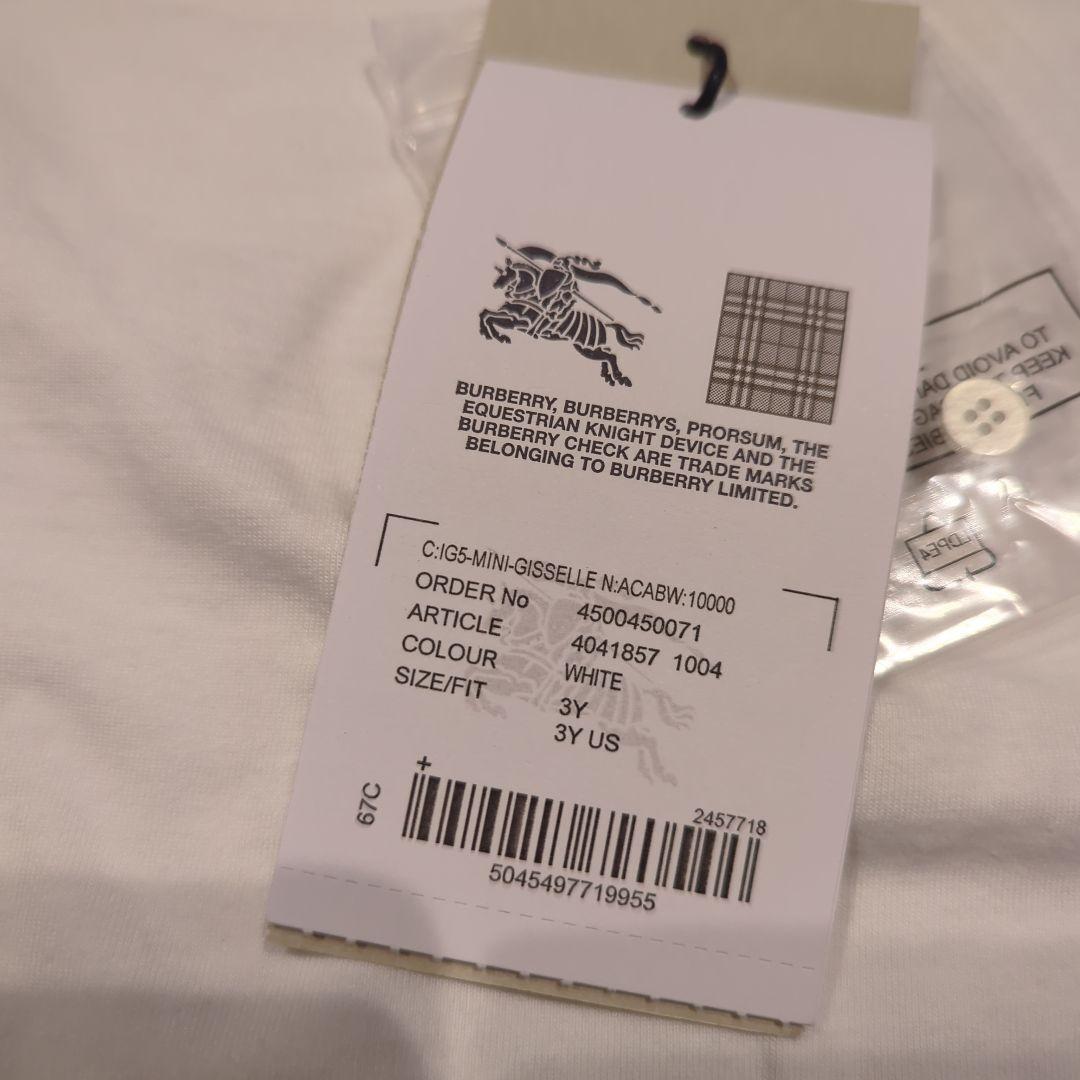 BURBERRY, BURBERRYS, PRORSUM, THE
EQUESTRIAN KNIGHT DEVICE AND THE
BURBERRY CHECK ARE TRADE MARKS
BELONGING TO BURBERRY LIMITED.
C:IG5-MINI-GISSELLE N:ACABW:10000
ORDER No 4500450071
ARTICLE 4041857 1004
COLOUR WHITE
SIZE/FIT 3Y
3Y US
+
67C
2457718
5045497719955
TO AVOID
KEEP
LDPE4